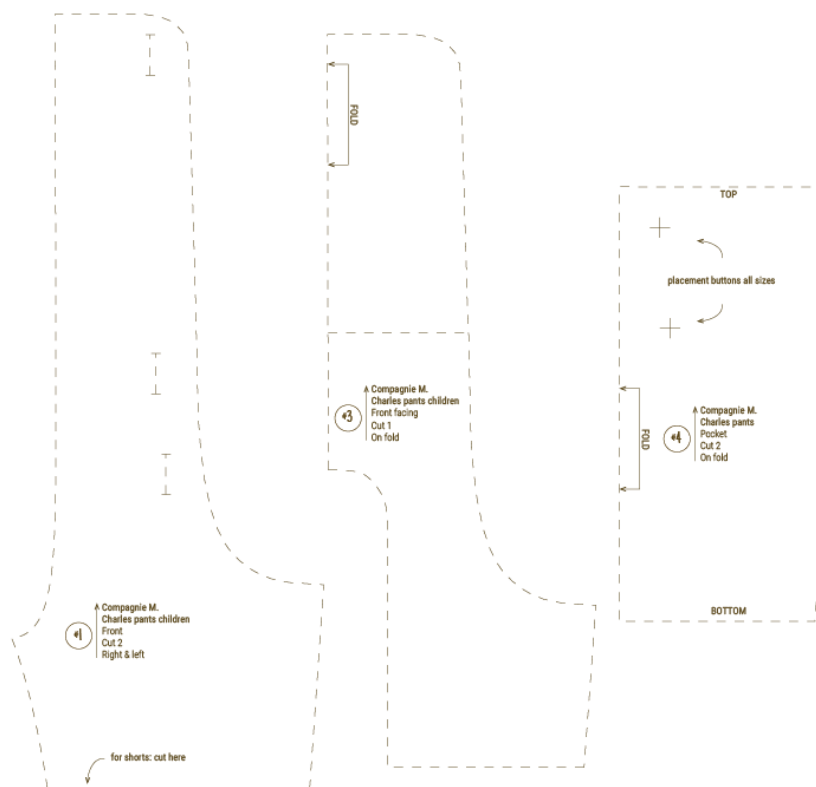 FOLD
TOP
placement buttons all sizes
#3
Compagnie M.
Charles pants children
Front facing
Cut 1
On fold
FOLD
#4
Compagnie M.
Charles pants
Pocket
Cut 2
On fold
BOTTOM
#1
Compagnie M.
Charles pants children
Front
Cut 2
Right & left
for shorts: cut here